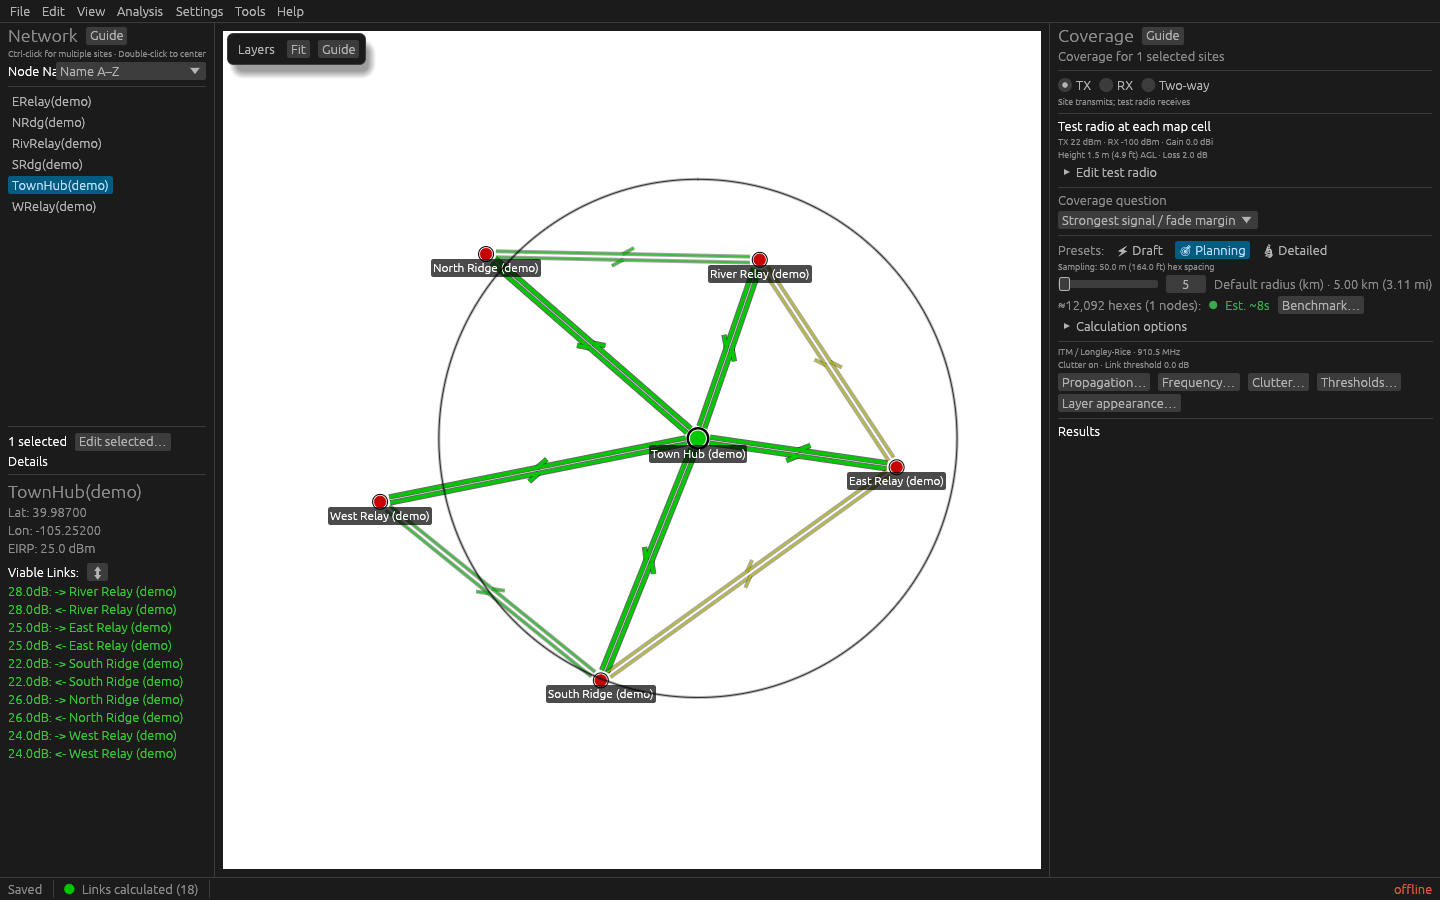 File Edit View Analysis Settings Tools Help
Network Guide
Ctrl-click for multiple sites · Double-click to center
Node Na Name A–Z
ERelay(demo)
NRdg(demo)
RivRelay(demo)
SRdg(demo)
TownHub(demo)
WRelay(demo)
1 selected Edit selected…
Details
TownHub(demo)
Lat: 39.98700
Lon: -105.25200
EIRP: 25.0 dBm
Viable Links:
28.0dB: -> River Relay (demo)
28.0dB: <- River Relay (demo)
25.0dB: -> East Relay (demo)
25.0dB: <- East Relay (demo)
22.0dB: -> South Ridge (demo)
22.0dB: <- South Ridge (demo)
26.0dB: -> North Ridge (demo)
26.0dB: <- North Ridge (demo)
24.0dB: -> West Relay (demo)
24.0dB: <- West Relay (demo)
Layers Fit Guide
North Ridge (demo)
River Relay (demo)
Town Hub (demo)
East Relay (demo)
West Relay (demo)
South Ridge (demo)
Coverage Guide
Coverage for 1 selected sites
TX RX Two-way
Site transmits; test radio receives
Test radio at each map cell
TX 22 dBm · RX -100 dBm · Gain 0.0 dBi
Height 1.5 m (4.9 ft) AGL · Loss 2.0 dB
Edit test radio
Coverage question
Strongest signal / fade margin
Presets: Draft Planning Detailed
Sampling: 50.0 m (164.0 ft) hex spacing
5 Default radius (km) · 5.00 km (3.11 mi)
≈12,092 hexes (1 nodes): Est. ~8s Benchmark…
Calculation options
ITM / Longley-Rice · 910.5 MHz
Clutter on · Link threshold 0.0 dB
Propagation… Frequency… Clutter… Thresholds…
Layer appearance…
Results
Saved Links calculated (18) offline